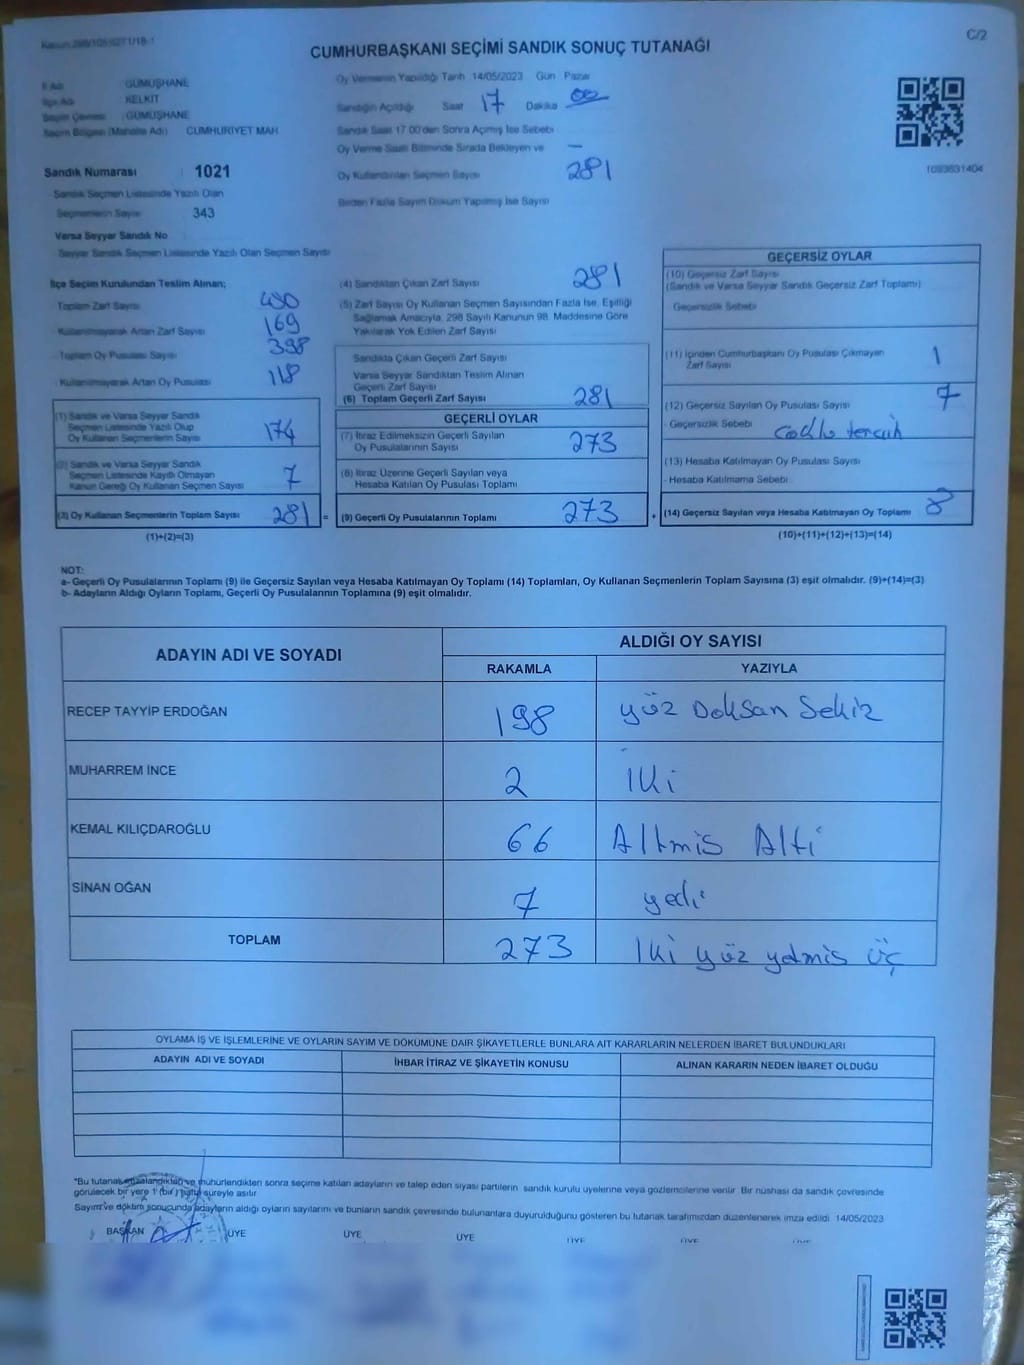 C/2
CUMHURBAŞKANI SEÇİMİ SANDIK SONUÇ TUTANAĞI
İl Adı : GÜMÜŞHANE
İlçe Adı : KELKİT
Seçim Çevresi : GÜMÜŞHANE
Seçim Bölgesi (Mahalle Adı) CUMHURİYET MAH
Sandık Numarası : 1021
Sandık Seçmen Listesinde Yazılı Olan
Seçmenlerin Sayısı 343
Varsa Seyyar Sandık No
Seyyar Sandık Seçmen Listesinde Yazılı Olan Seçmen Sayısı
Oy Vermenin Yapıldığı Tarih 14/05/2023 Gün Pazar
Sandığın Açıldığı Saat 17 Dakika 00
Sandık Saat 17:00'den Sonra Açılmış İse Sebebi
Oy Verme Saati Bitiminde Sırada Bekleyen ve –
Oy Kullandırılan Seçmen Sayısı 281
Birden Fazla Sayım Döküm Yapılmış İse Sayısı
1093631404
İlçe Seçim Kurulundan Teslim Alınan;
Toplam Zarf Sayısı 450
Kullanılmayarak Artan Zarf Sayısı 169
Toplam Oy Pusulası Sayısı 398
Kullanılmayarak Artan Oy Pusulası 118
(1) Sandık ve Varsa Seyyar Sandık
Seçmen Listesinde Yazılı Olup
Oy Kullanan Seçmenlerin Sayısı 174
(2) Sandık ve Varsa Seyyar Sandık
Seçmen Listesinde Kayıtlı Olmayan
Kanun Gereği Oy Kullanan Seçmen Sayısı 7
(3) Oy Kullanan Seçmenlerin Toplam Sayısı 281 =
(1)+(2)=(3)
(4) Sandıktan Çıkan Zarf Sayısı 281
(5) Zarf Sayısı Oy Kullanan Seçmen Sayısından Fazla İse, Eşitliği
Sağlamak Amacıyla, 298 Sayılı Kanunun 98. Maddesine Göre
Yakılarak Yok Edilen Zarf Sayısı
Sandıkta Çıkan Geçerli Zarf Sayısı
Varsa Seyyar Sandıktan Teslim Alınan
Geçerli Zarf Sayısı
(6) Toplam Geçerli Zarf Sayısı 281
GEÇERLİ OYLAR
(7) İtiraz Edilmeksizin Geçerli Sayılan
Oy Pusulalarının Sayısı 273
(8) İtiraz Üzerine Geçerli Sayılan veya
Hesaba Katılan Oy Pusulası Toplamı
(9) Geçerli Oy Pusulalarının Toplamı 273 +
GEÇERSİZ OYLAR
(10) Geçersiz Zarf Sayısı
(Sandık ve Varsa Seyyar Sandık Geçersiz Zarf Toplamı)
- Geçersizlik Sebebi
(11) İçinden Cumhurbaşkanı Oy Pusulası Çıkmayan
Zarf Sayısı 1
(12) Geçersiz Sayılan Oy Pusulası Sayısı 7
- Geçersizlik Sebebi Çoklu tercih
(13) Hesaba Katılmayan Oy Pusulası Sayısı
- Hesaba Katılmama Sebebi
(14) Geçersiz Sayılan veya Hesaba Katılmayan Oy Toplamı 8
(10)+(11)+(12)+(13)=(14)
NOT:
a- Geçerli Oy Pusulalarının Toplamı (9) ile Geçersiz Sayılan veya Hesaba Katılmayan Oy Toplamı (14) Toplamları, Oy Kullanan Seçmenlerin Toplam Sayısına (3) eşit olmalıdır. (9)+(14)=(3)
b- Adayların Aldığı Oyların Toplamı, Geçerli Oy Pusulalarının Toplamına (9) eşit olmalıdır.
ADAYIN ADI VE SOYADI
ALDIĞI OY SAYISI
RAKAMLA YAZIYLA
RECEP TAYYİP ERDOĞAN 198 Yüz Doksan Sekiz
MUHARREM İNCE 2 İki
KEMAL KILIÇDAROĞLU 66 Altmis Alti
SİNAN OĞAN 7 yedi
TOPLAM 273 Iki yüz yetmis üç
OYLAMA İŞ VE İŞLEMLERİNE VE OYLARIN SAYIM VE DÖKÜMÜNE DAİR ŞİKAYETLERLE BUNLARA AİT KARARLARIN NELERDEN İBARET BULUNDUKLARI
ADAYIN ADI VE SOYADI İHBAR İTİRAZ VE ŞİKAYETİN KONUSU ALINAN KARARIN NEDEN İBARET OLDUĞU
*Bu tutanak imzalandıktan ve mühürlendikten sonra seçime katılan adayların ve talep eden siyasi partilerin sandık kurulu üyelerine veya gözlemcilerine verilir. Bir nüshası da sandık çevresinde
görülecek bir yere 1 (bir) hafta süreyle asılır
Sayım ve döküm sonucunda adayların aldığı oyların sayılarını ve bunların sandık çevresinde bulunanlara duyurulduğunu gösteren bu tutanak tarafımızdan düzenlenerek imza edildi. 14/05/2023
BAŞKAN ÜYE ÜYE ÜYE ÜYE ÜYE ÜYE